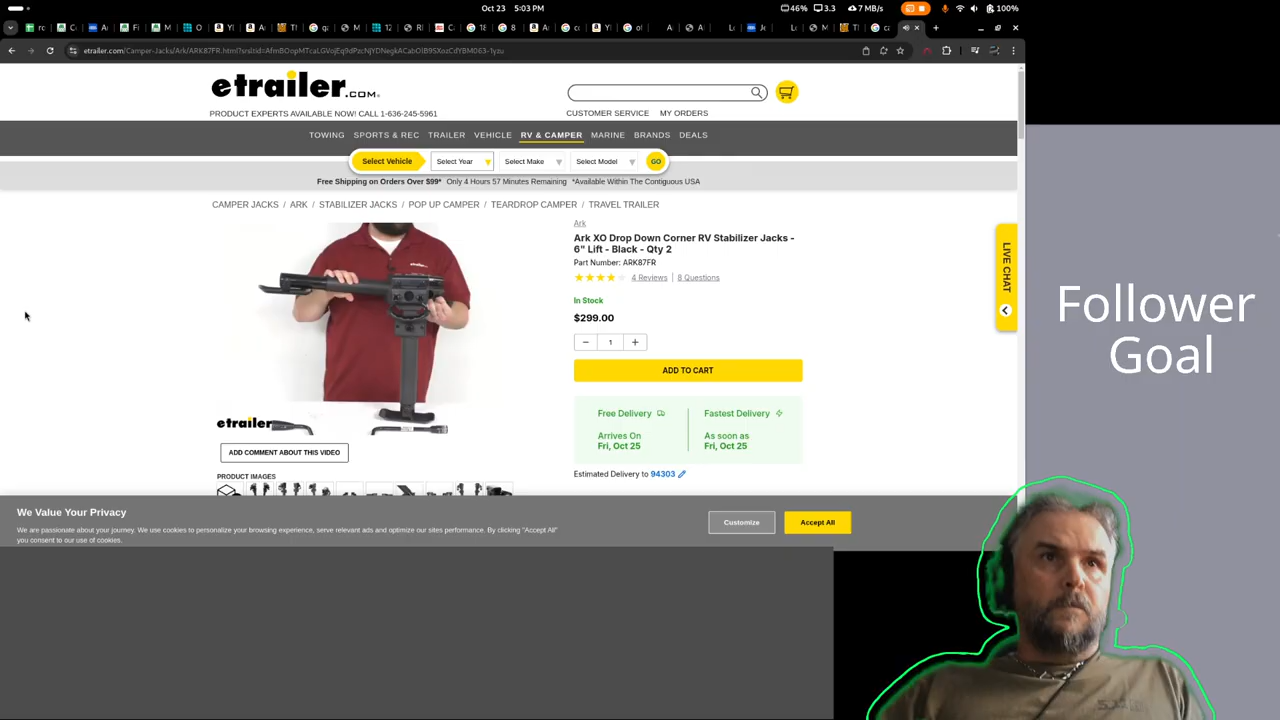 Oct 23 5:03 PM
46% 3.3 7 MB/s 100%
etrailer.com/Camper-Jacks/Ark/ARK87FR.html
etrailer.com
PRODUCT EXPERTS AVAILABLE NOW! CALL 1-636-245-5961
CUSTOMER SERVICE MY ORDERS
TOWING SPORTS & REC TRAILER VEHICLE RV & CAMPER MARINE BRANDS DEALS
Select Vehicle Select Year Select Make Select Model GO
Free Shipping on Orders Over $99* Only 4 Hours 57 Minutes Remaining *Available Within The Contiguous USA
CAMPER JACKS / ARK / STABILIZER JACKS / POP UP CAMPER / TEARDROP CAMPER / TRAVEL TRAILER
Ark
Ark XO Drop Down Corner RV Stabilizer Jacks -
6" Lift - Black - Qty 2
Part Number: ARK87FR
4 Reviews | 8 Questions
In Stock
$299.00
− 1 +
ADD TO CART
Free Delivery Fastest Delivery
Arrives On As soon as
Fri, Oct 25 Fri, Oct 25
Estimated Delivery to 94303
LIVE CHAT
etrailer
ADD COMMENT ABOUT THIS VIDEO
PRODUCT IMAGES
We Value Your Privacy
We are passionate about your journey. We use cookies to personalize your browsing experience, serve relevant ads and optimize our sites performance. By clicking "Accept All"
you consent to our use of cookies.
Customize Accept All
Follower
Goal